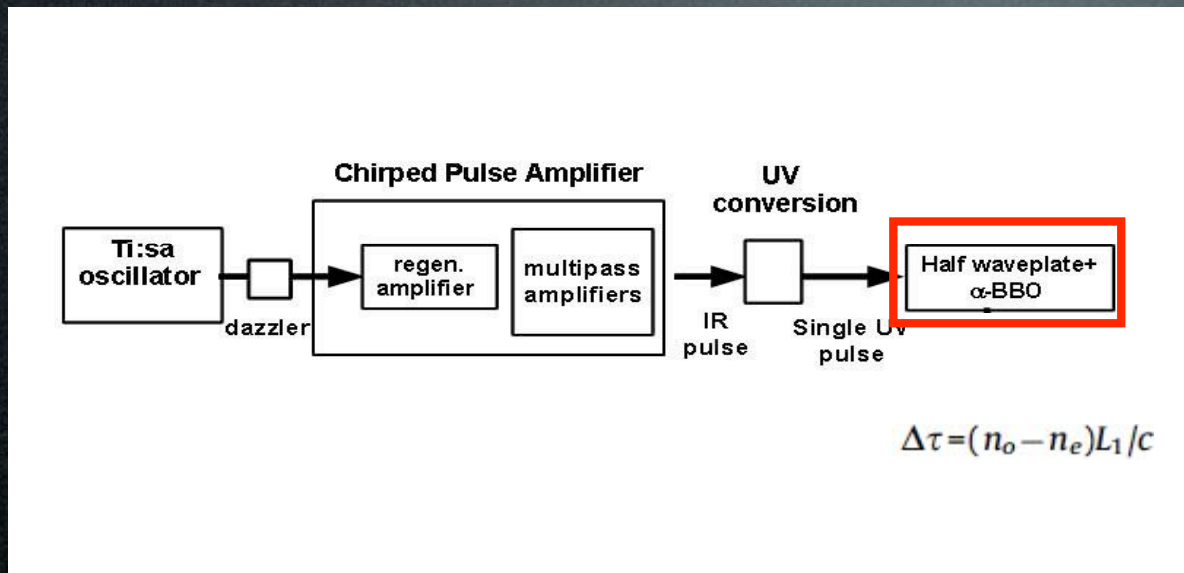 Chirped Pulse Amplifier
UV
conversion
Ti:sa
oscillator
dazzler
regen.
amplifier
multipass
amplifiers
IR
pulse
Single UV
pulse
Half waveplate+
α-BBO
Δτ=(nₒ−nₑ)L₁/c